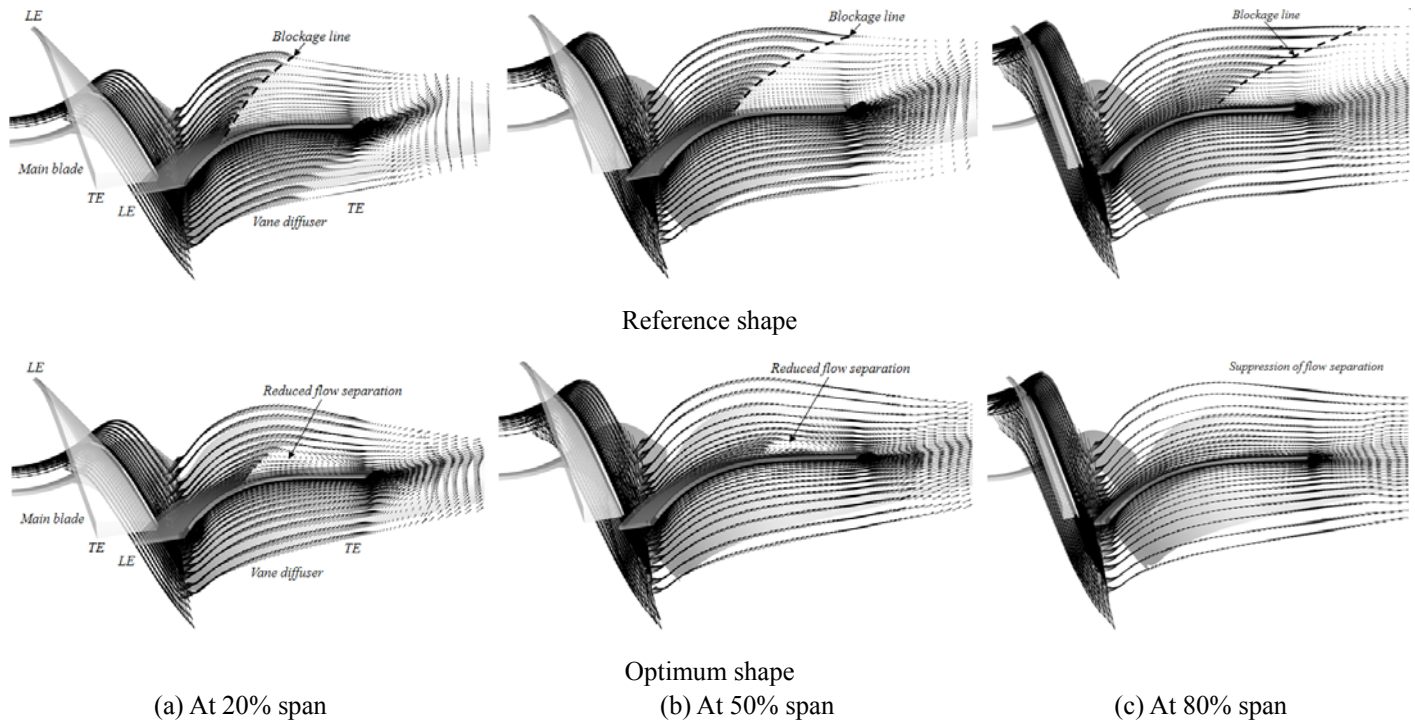 LE
Blockage line
Main blade
TE
LE
Vane diffuser
TE
Blockage line
Blockage line
Reference shape
LE
Reduced flow separation
Main blade
TE
LE
Vane diffuser
TE
Reduced flow separation
Suppression of flow separation
Optimum shape
(a) At 20% span
(b) At 50% span
(c) At 80% span